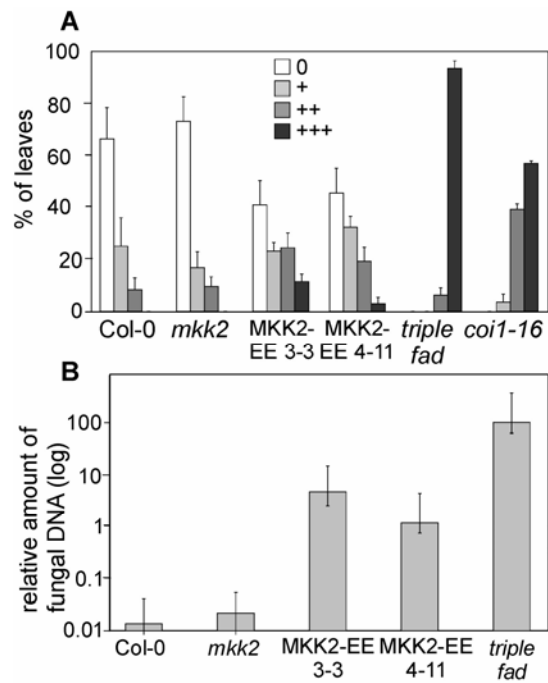 A
% of leaves
100
80
60
40
20
0
0
+
++
+++
Col-0 mkk2 MKK2- MKK2- triple coi1-16
EE 3-3 EE 4-11 fad
B
relative amount of
fungal DNA (log)
100
10
1
0.1
0.01
Col-0 mkk2 MKK2-EE MKK2-EE triple
3-3 4-11 fad